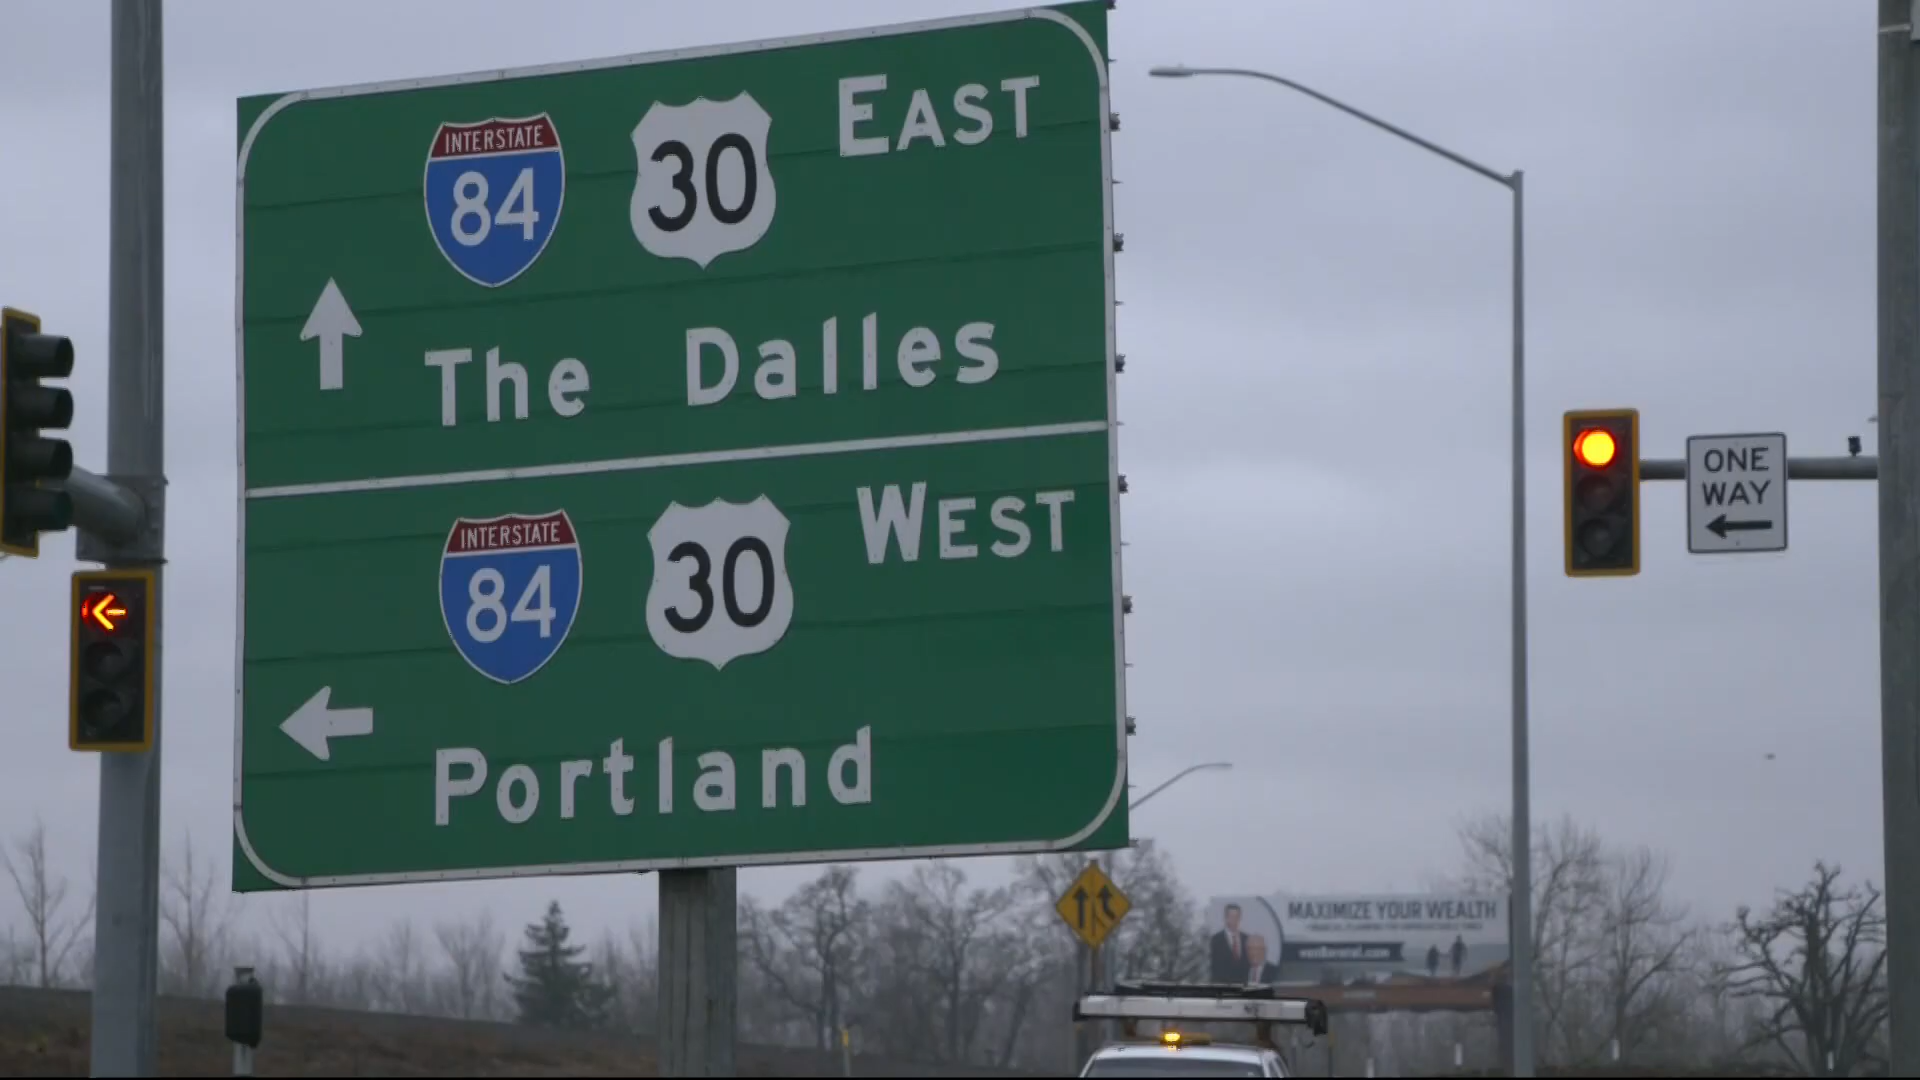 INTERSTATE
84
30
EAST
The Dalles
INTERSTATE
84
30
WEST
Portland
ONE
WAY
MAXIMIZE YOUR WEALTH